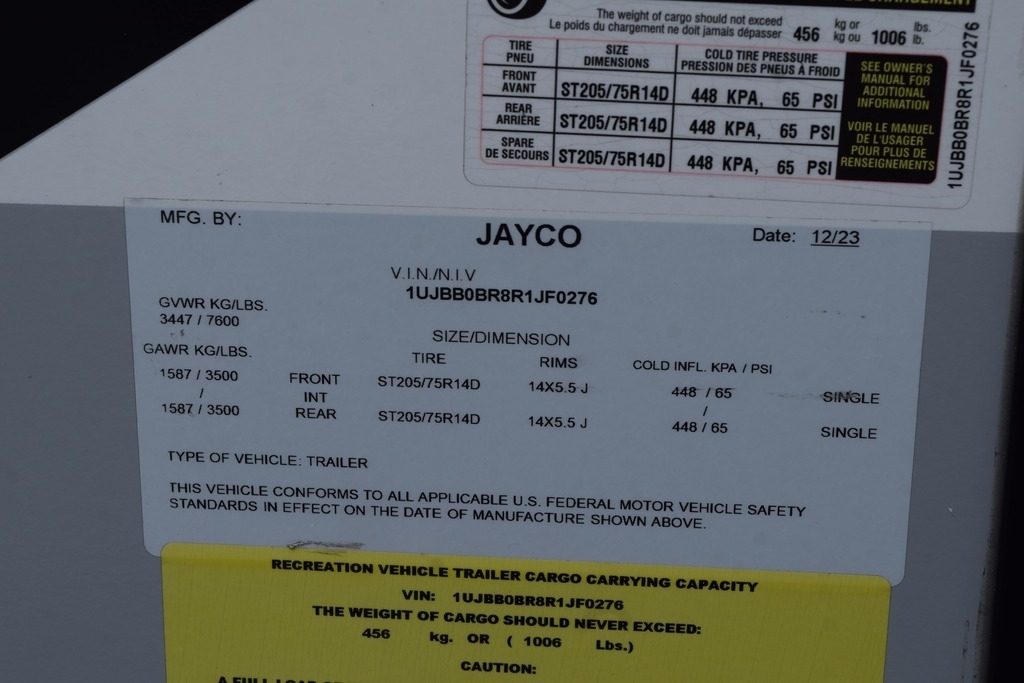 The weight of cargo should not exceed 456 kg or 1006 lbs.
Le poids du chargement ne doit jamais dépasser kg ou lb.
TIRE PNEU SIZE DIMENSIONS COLD TIRE PRESSURE PRESSION DES PNEUS À FROID
FRONT AVANT ST205/75R14D 448 KPA, 65 PSI
REAR ARRIÈRE ST205/75R14D 448 KPA, 65 PSI
SPARE DE SECOURS ST205/75R14D 448 KPA, 65 PSI
SEE OWNER'S
MANUAL FOR
ADDITIONAL
INFORMATION
VOIR LE MANUEL
DE L'USAGER
POUR PLUS DE
RENSEIGNEMENTS
1UJBB0BR8R1JF0276
MFG. BY: JAYCO Date: 12/23
V.I.N./N.I.V
1UJBB0BR8R1JF0276
GVWR KG/LBS.
3447 / 7600
SIZE/DIMENSION
GAWR KG/LBS. TIRE RIMS COLD INFL. KPA / PSI
1587 / 3500 FRONT ST205/75R14D 14X5.5 J 448 / 65 SINGLE
/ INT /
1587 / 3500 REAR ST205/75R14D 14X5.5 J 448 / 65 SINGLE
TYPE OF VEHICLE: TRAILER
THIS VEHICLE CONFORMS TO ALL APPLICABLE U.S. FEDERAL MOTOR VEHICLE SAFETY
STANDARDS IN EFFECT ON THE DATE OF MANUFACTURE SHOWN ABOVE.
RECREATION VEHICLE TRAILER CARGO CARRYING CAPACITY
VIN: 1UJBB0BR8R1JF0276
THE WEIGHT OF CARGO SHOULD NEVER EXCEED:
456 kg. OR ( 1006 Lbs.)
CAUTION:
A FULL LOAD